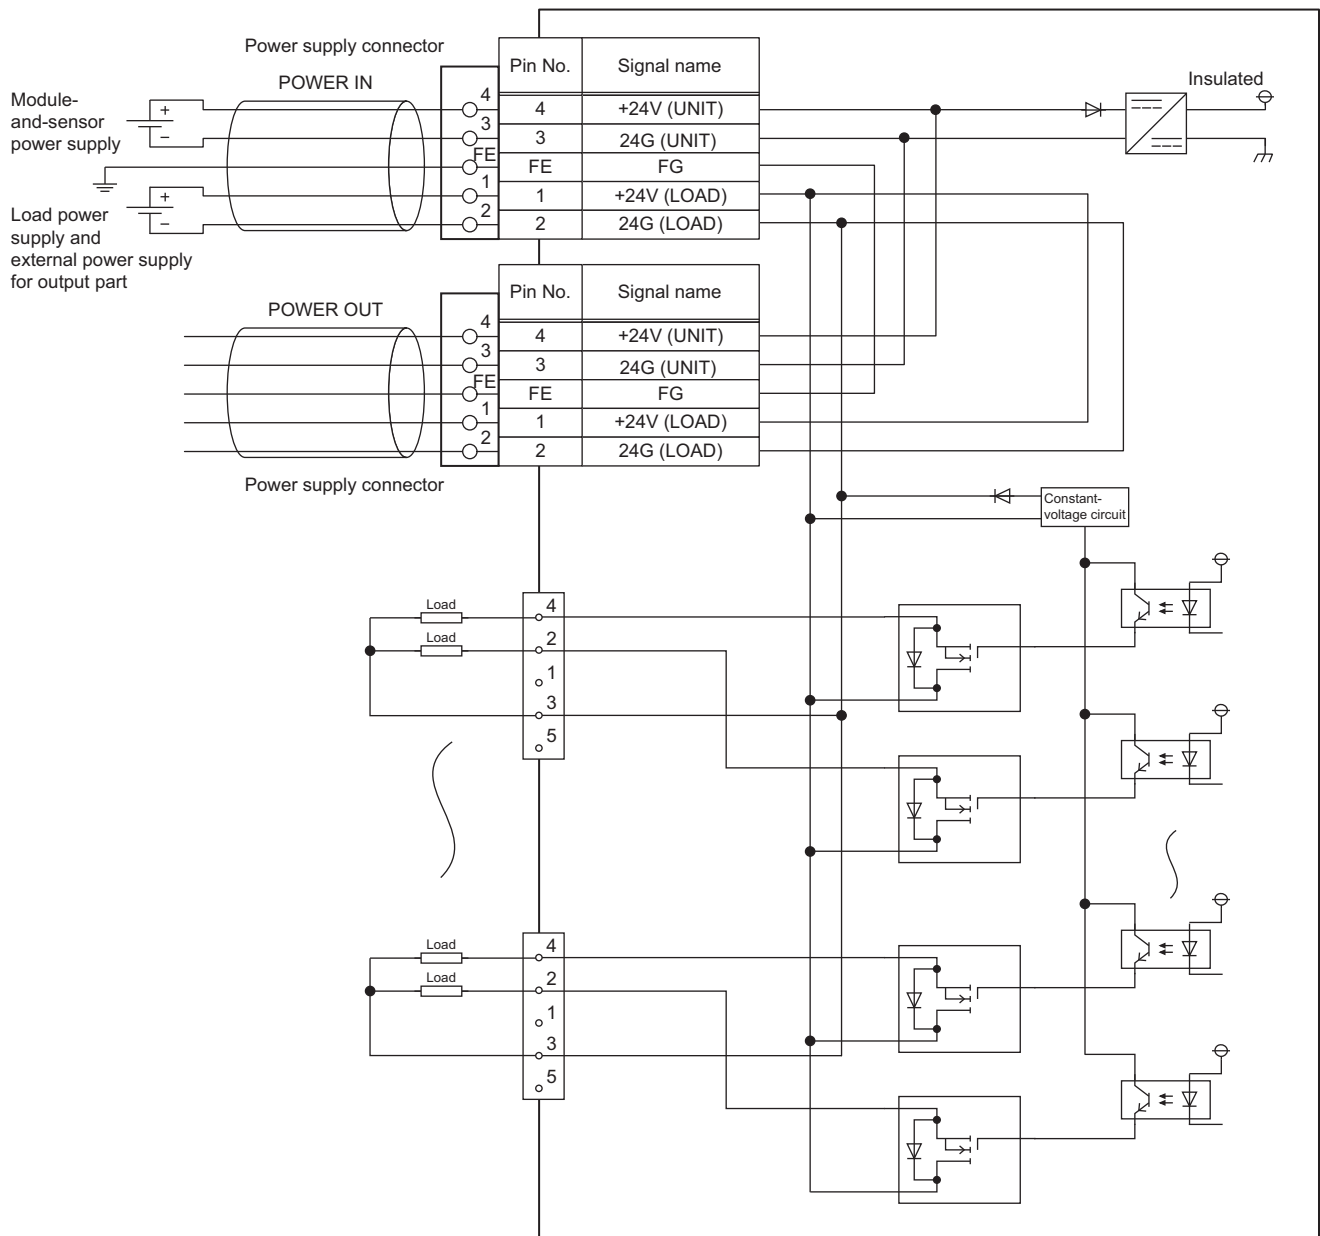 Power supply connector
POWER IN
Module-
and-sensor
power supply
+
−
Load power
supply and
external power supply
for output part
+
−
4
3
FE
1
2
Pin No. Signal name
4 +24V (UNIT)
3 24G (UNIT)
FE FG
1 +24V (LOAD)
2 24G (LOAD)
Insulated
POWER OUT
4
3
FE
1
2
Pin No. Signal name
4 +24V (UNIT)
3 24G (UNIT)
FE FG
1 +24V (LOAD)
2 24G (LOAD)
Power supply connector
Constant-
voltage circuit
Load
Load
4
2
1
3
5
Load
Load
4
2
1
3
5